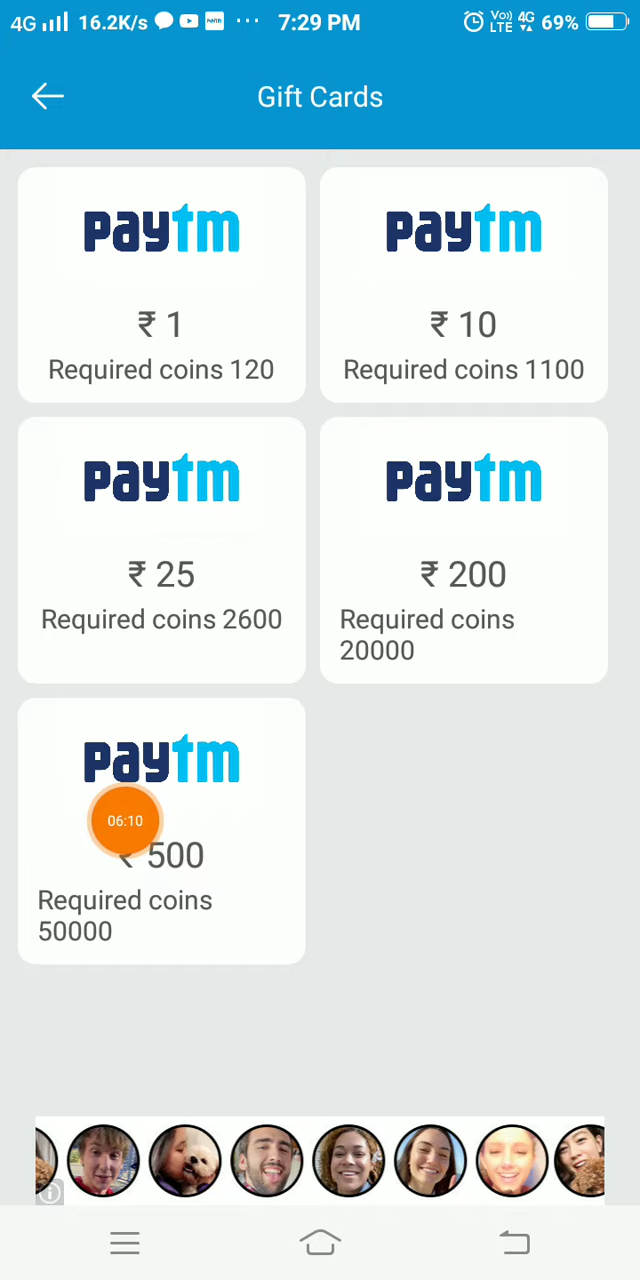 4G 16.2K/s 7:29 PM Vo) LTE 4G 69%
Gift Cards
paytm paytm
₹ 1 ₹ 10
Required coins 120 Required coins 1100
paytm paytm
₹ 25 ₹ 200
Required coins 2600 Required coins
20000
paytm
06:10
₹ 500
Required coins
50000